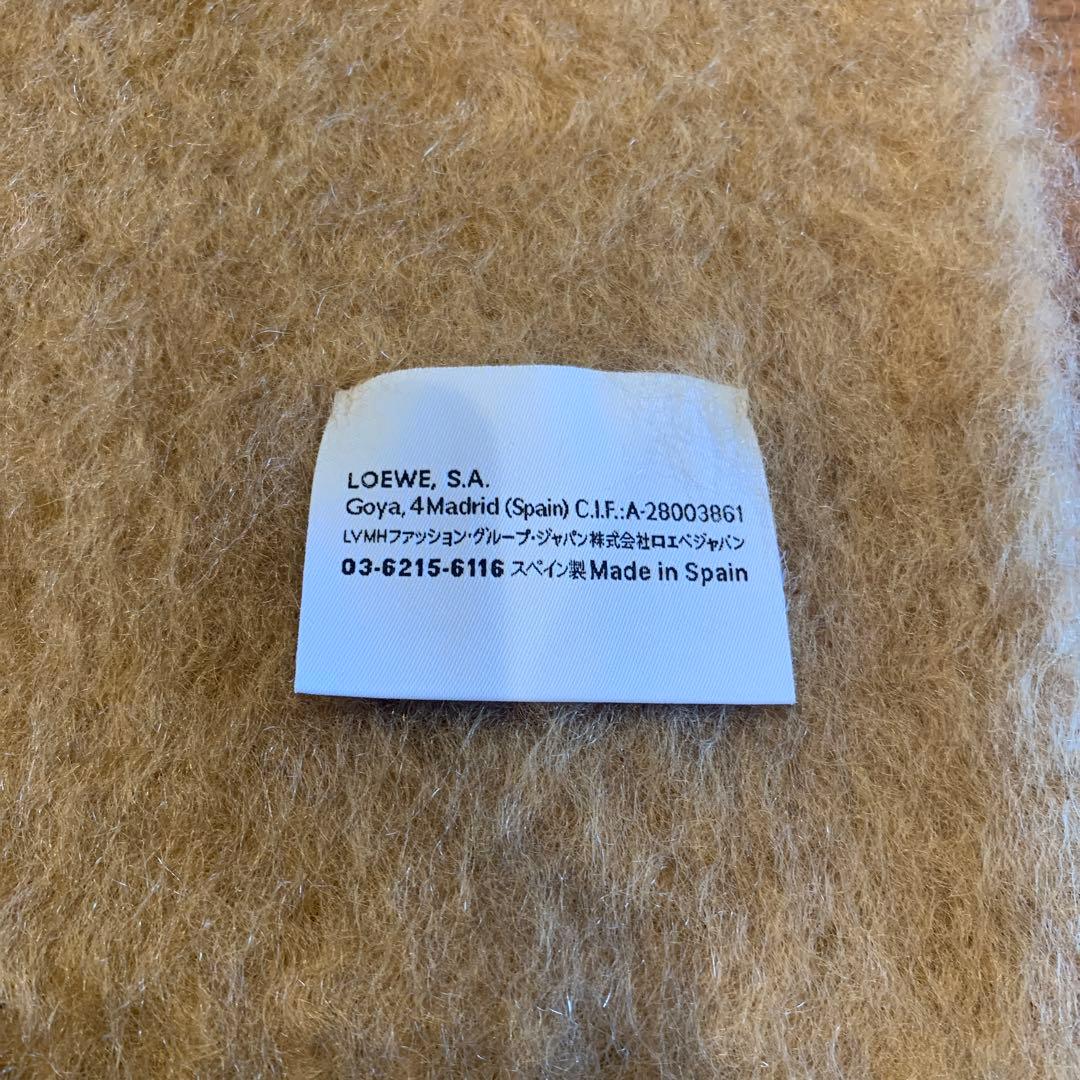 LOEWE, S.A.
Goya, 4 Madrid (Spain) C.I.F.:A-28003861
LVMHファッション・グループ・ジャパン株式会社ロエベジャパン
03-6215-6116 スペイン製 Made in Spain